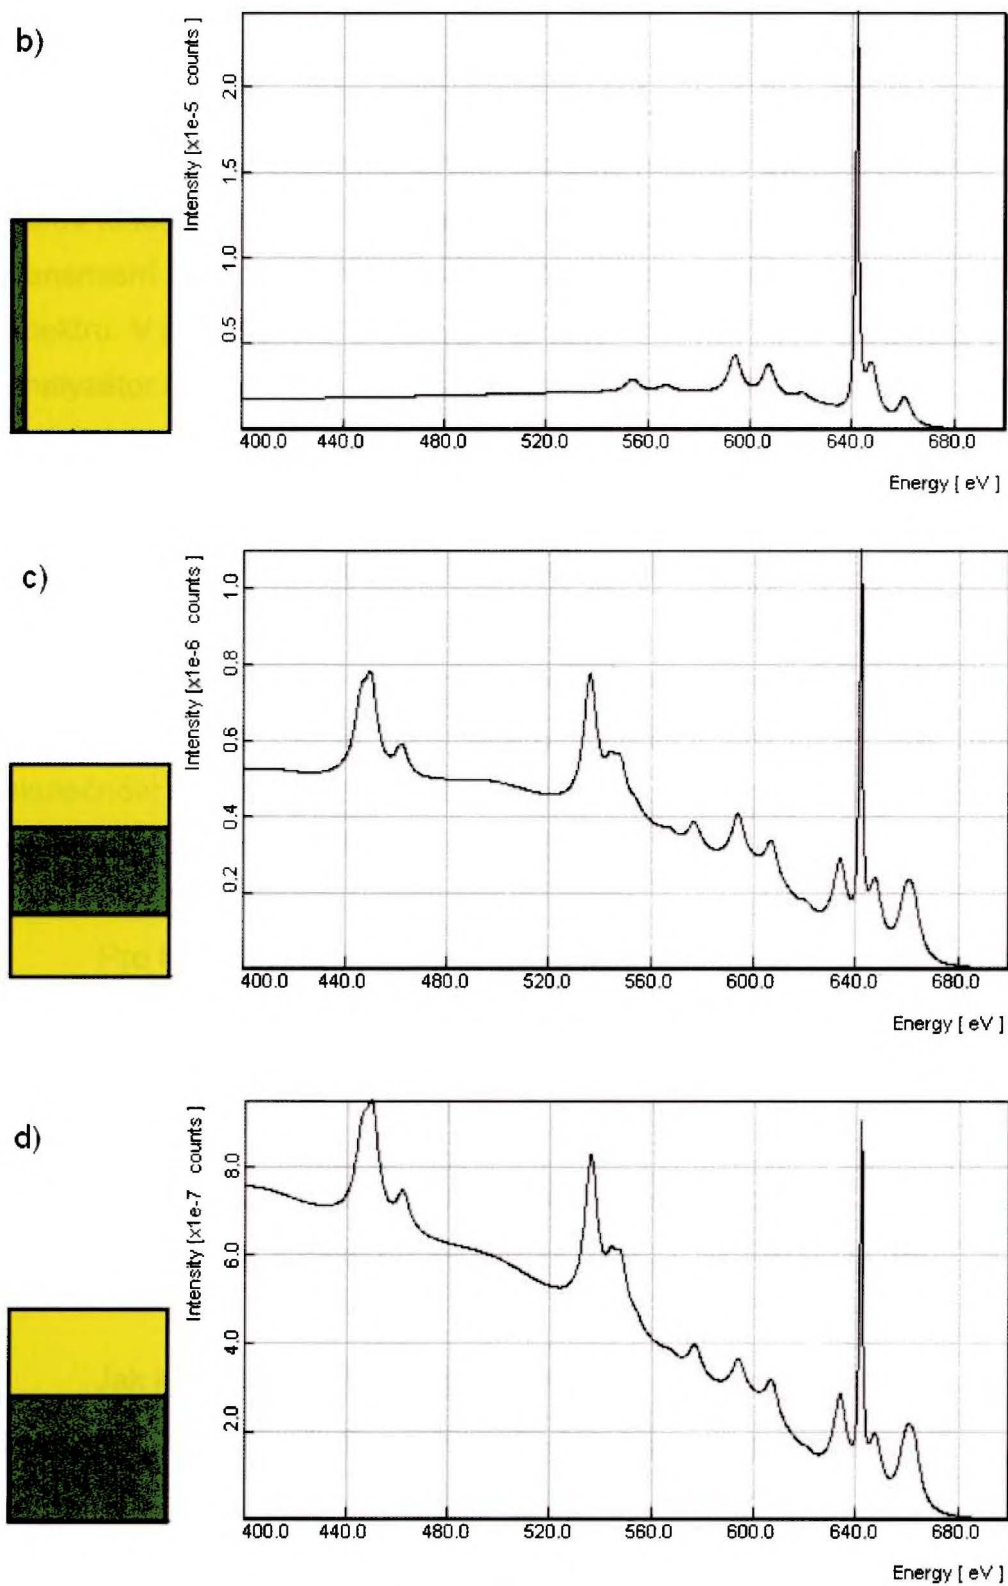 b)
Intensity [x1e-5 counts ]
2.0
1.5
1.0
0.5
400.0 440.0 480.0 520.0 560.0 600.0 640.0 680.0
Energy [ eV ]
c)
Intensity [x1e-6 counts ]
1.0
0.8
0.6
0.4
0.2
400.0 440.0 480.0 520.0 560.0 600.0 640.0 680.0
Energy [ eV ]
d)
Intensity [x1e-7 counts ]
8.0
6.0
4.0
2.0
400.0 440.0 480.0 520.0 560.0 600.0 640.0 680.0
Energy [ eV ]